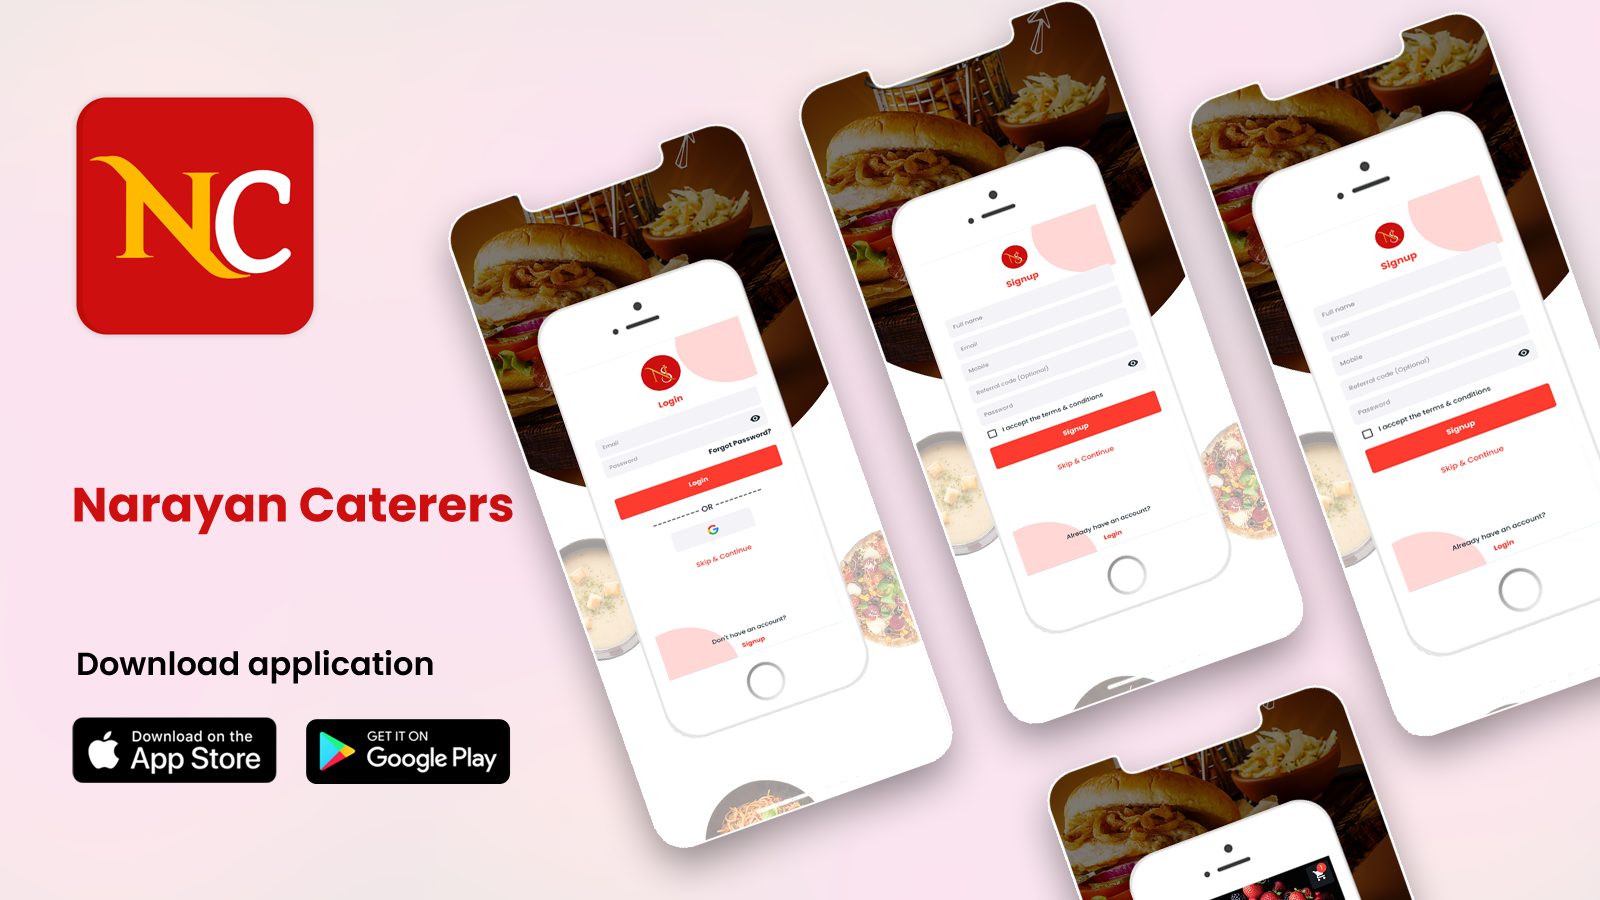 NC
Narayan Caterers
Download application
Download on the
App Store
GET IT ON
Google Play
Login
Email
Password
Forgot Password?
Login
OR
Skip & Continue
Don't have an account?
Signup
Signup
Full name
Email
Mobile
Referral code (Optional)
Password
I accept the terms & conditions
Signup
Skip & Continue
Already have an account?
Login
Signup
Full name
Email
Mobile
Referral code (Optional)
Password
I accept the terms & conditions
Signup
Skip & Continue
Already have an account?
Login